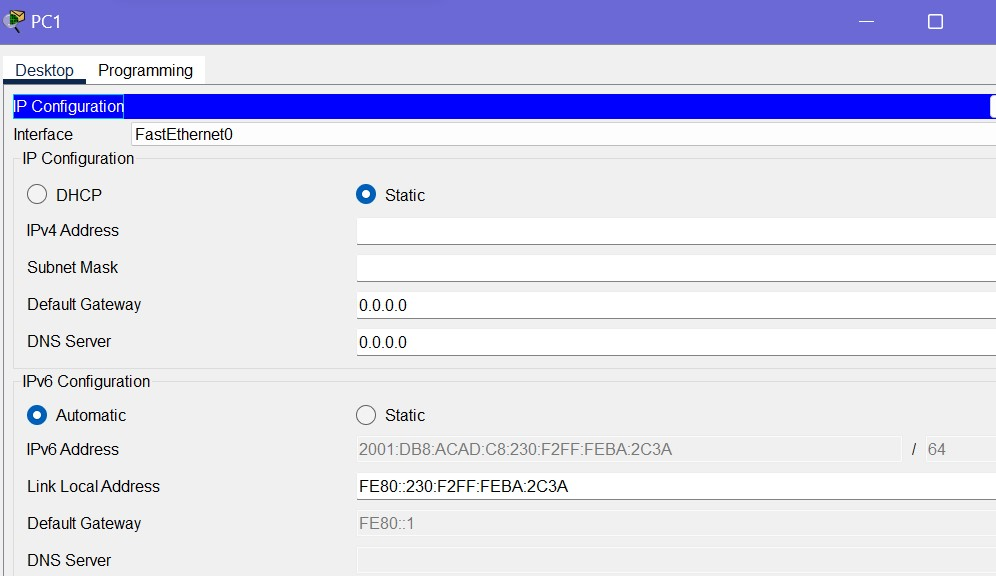 PC1
Desktop Programming
IP Configuration
Interface FastEthernet0
IP Configuration
DHCP Static
IPv4 Address
Subnet Mask
Default Gateway 0.0.0.0
DNS Server 0.0.0.0
IPv6 Configuration
Automatic Static
IPv6 Address 2001:DB8:ACAD:C8:230:F2FF:FEBA:2C3A / 64
Link Local Address FE80::230:F2FF:FEBA:2C3A
Default Gateway FE80::1
DNS Server